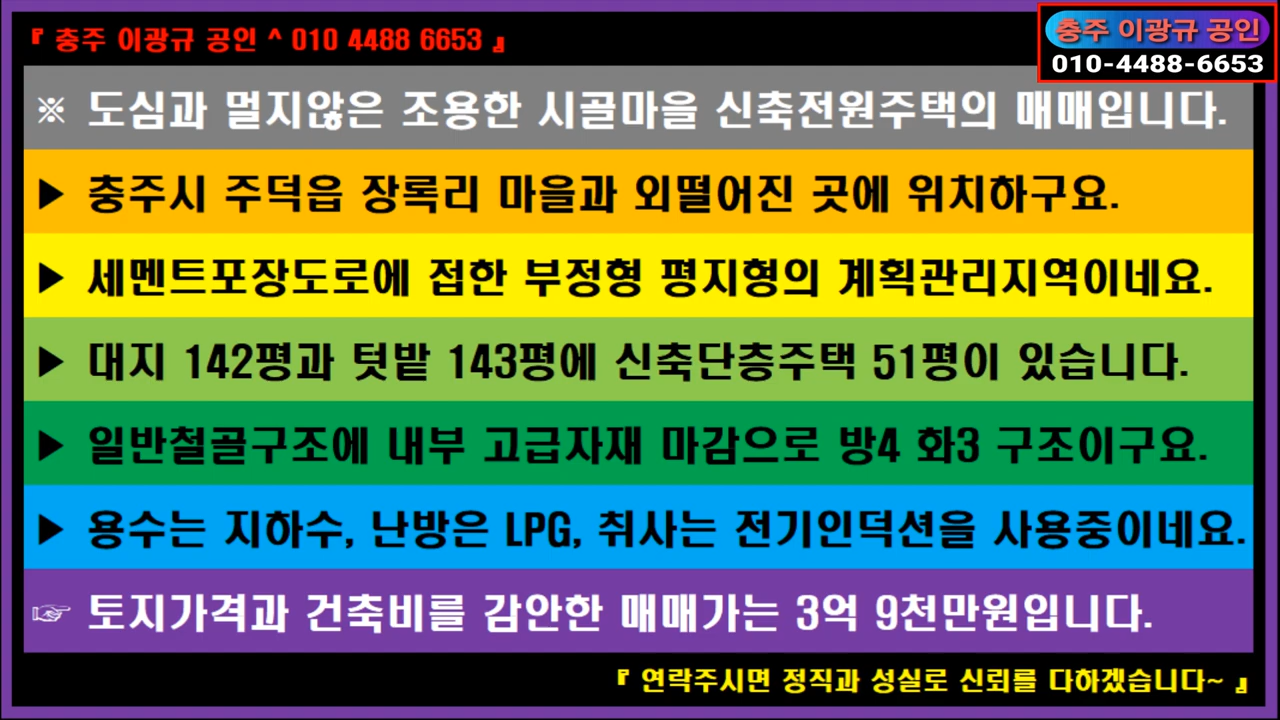 『 충주 이광규 공인 ^ 010 4488 6653 』
충주 이광규 공인
010-4488-6653
※ 도심과 멀지않은 조용한 시골마을 신축전원주택의 매매입니다.
▶ 충주시 주덕읍 장록리 마을과 외떨어진 곳에 위치하구요.
▶ 세멘트포장도로에 접한 부정형 평지형의 계획관리지역이네요.
▶ 대지 142평과 텃밭 143평에 신축단층주택 51평이 있습니다.
▶ 일반철골구조에 내부 고급자재 마감으로 방4 화3 구조이구요.
▶ 용수는 지하수, 난방은 LPG, 취사는 전기인덕션을 사용중이네요.
☞ 토지가격과 건축비를 감안한 매매가는 3억 9천만원입니다.
『 연락주시면 정직과 성실로 신뢰를 다하겠습니다~ 』